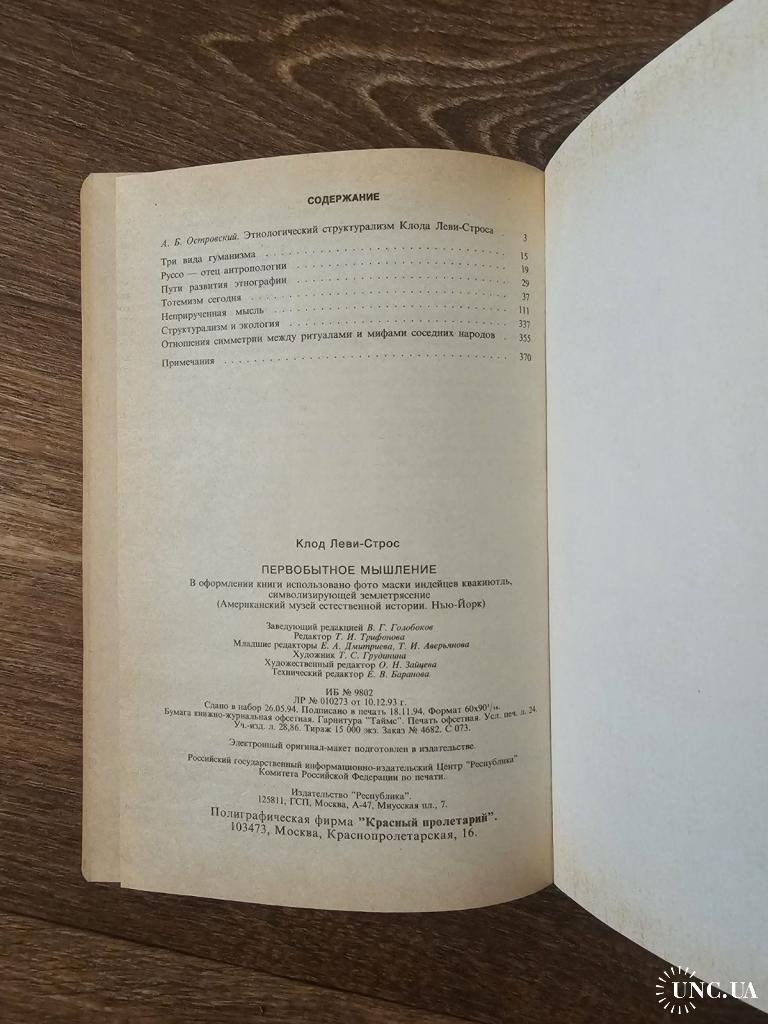 СОДЕРЖАНИЕ
А. Б. Островский. Этнологический структурализм Клода Леви-Строса . 3
Три вида гуманизма . . . . . . . . . . . . . . . . . . . . 15
Руссо — отец антропологии . . . . . . . . . . . . . . . . . . 19
Пути развития этнографии . . . . . . . . . . . . . . . . . . 29
Тотемизм сегодня . . . . . . . . . . . . . . . . . . . . . 37
Неприрученная мысль . . . . . . . . . . . . . . . . . . . . 111
Структурализм и экология . . . . . . . . . . . . . . . . . . 337
Отношения симметрии между ритуалами и мифами соседних народов . 355
Примечания . . . . . . . . . . . . . . . . . . . . . . . 370
Клод Леви-Строс
ПЕРВОБЫТНОЕ МЫШЛЕНИЕ
В оформлении книги использовано фото маски индейцев квакиютль,
символизирующей землетрясение
(Американский музей естественной истории. Нью-Йорк)
Заведующий редакцией В. Г. Голобоков
Редактор Т. И. Трифонова
Младшие редакторы Е. А. Дмитриева, Т. И. Аверьянова
Художник Т. С. Грудинина
Художественный редактор О. Н. Зайцева
Технический редактор Е. В. Баранова
ИБ № 9802
ЛР № 010273 от 10.12.93 г.
Сдано в набор 26.05.94. Подписано в печать 18.11.94. Формат 60х90¹/₁₆.
Бумага книжно-журнальная офсетная. Гарнитура "Таймс". Печать офсетная. Усл. печ. л. 24.
Уч.-изд. л. 28,86. Тираж 15 000 экз. Заказ № 4682. С 073.
Электронный оригинал-макет подготовлен в издательстве.
Российский государственный информационно-издательский Центр "Республика"
Комитета Российской Федерации по печати.
Издательство "Республика".
125811, ГСП, Москва, А-47, Миусская пл., 7.
Полиграфическая фирма "Красный пролетарий".
103473, Москва, Краснопролетарская, 16.
UNC.UA